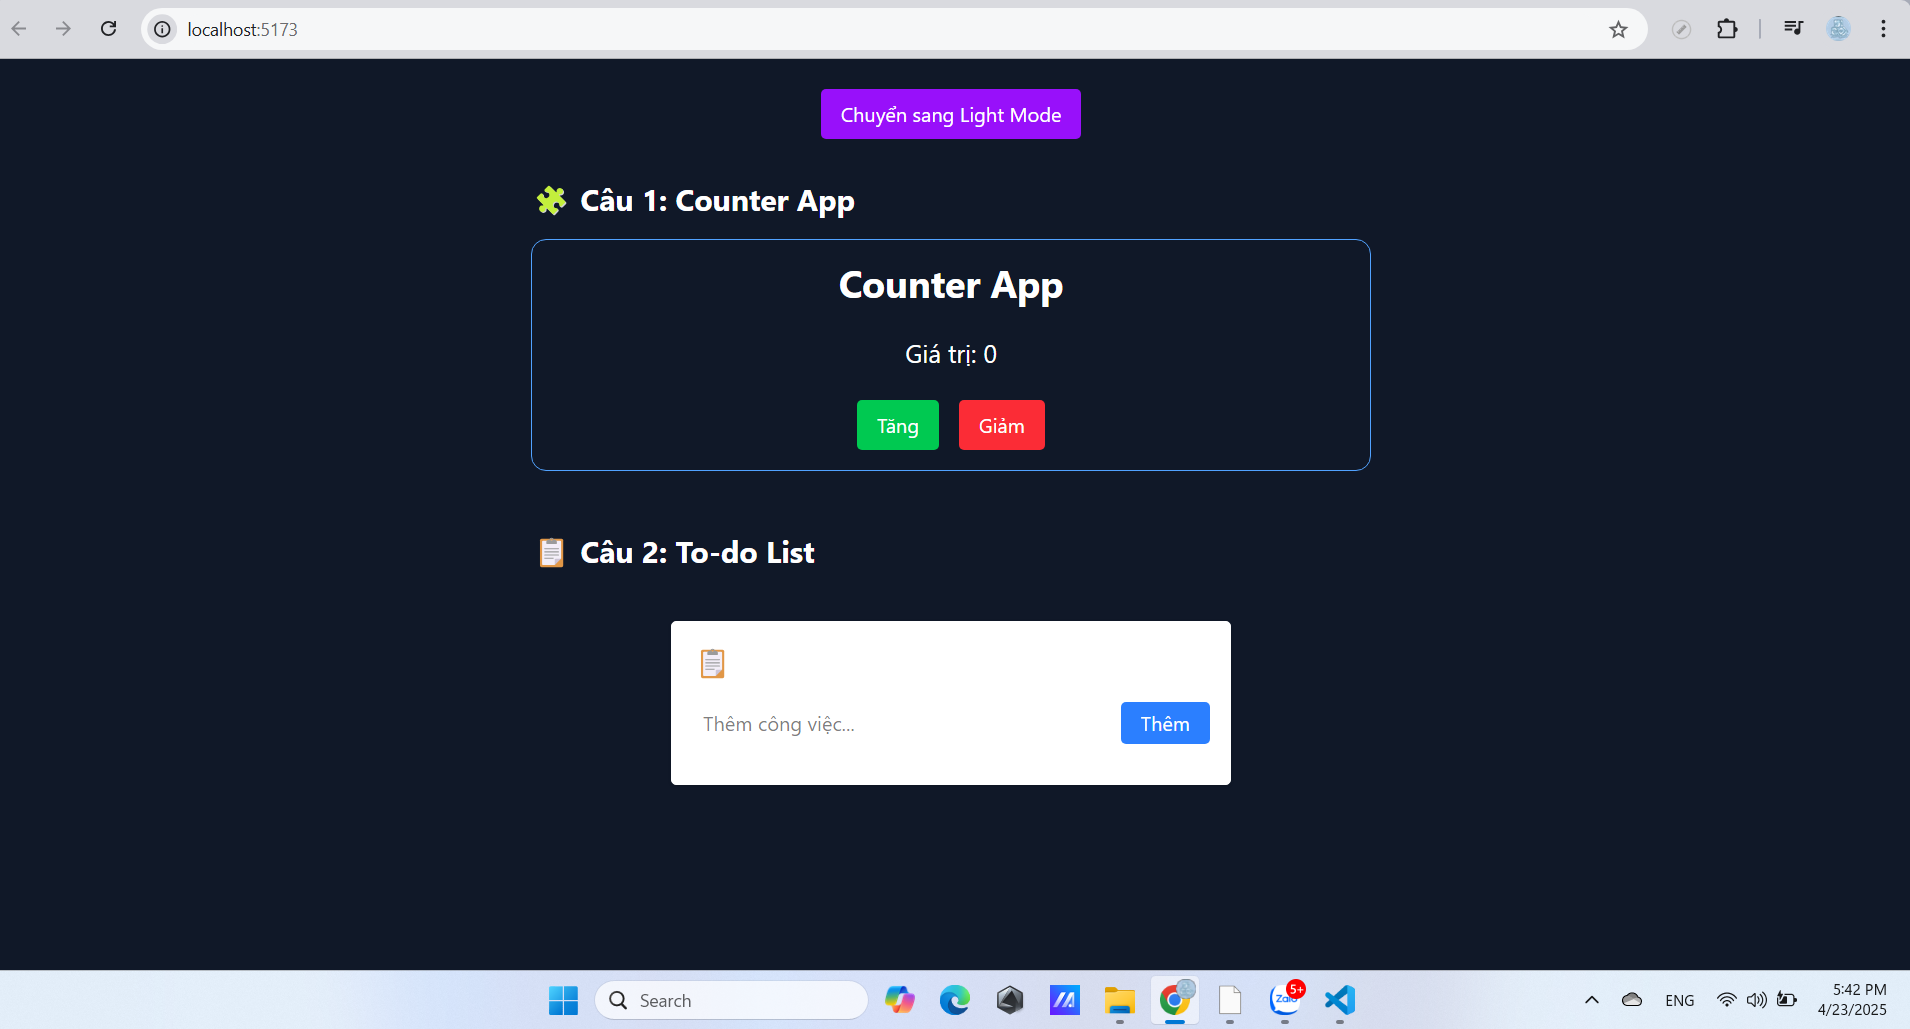 localhost:5173
Chuyển sang Light Mode
Câu 1: Counter App
Counter App
Giá trị: 0
Tăng
Giảm
Câu 2: To-do List
Thêm công việc...
Thêm
Search
Zalo
5+
ENG
5:42 PM
4/23/2025